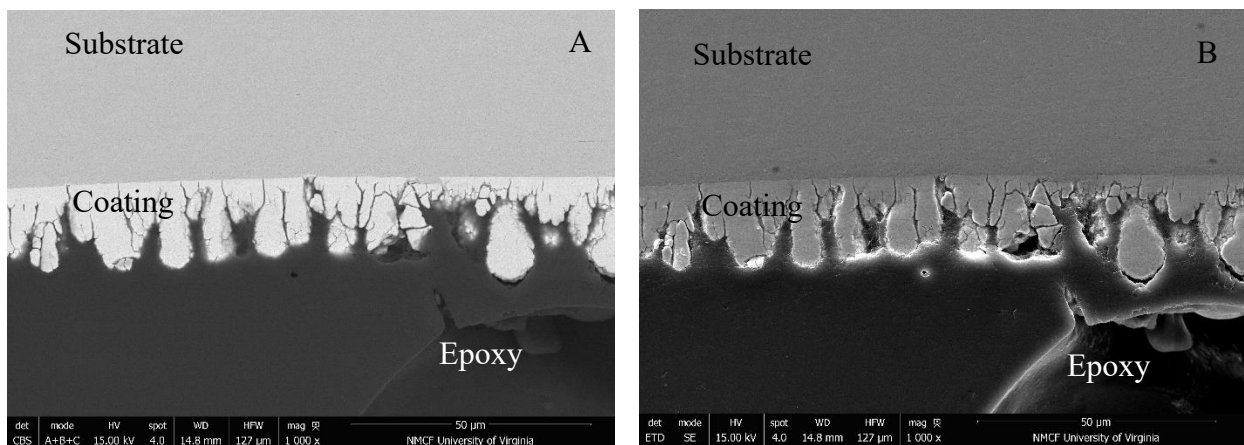 Substrate
A
Coating
Epoxy
det mode HV spot WD HFW mag 50 µm
CBS A+B+C 15.00 kV 4.0 14.8 mm 127 µm 1 000 x NMCF University of Virginia
Substrate
B
Coating
Epoxy
det mode HV spot WD HFW mag 50 µm
ETD SE 15.00 kV 4.0 14.8 mm 127 µm 1 000 x NMCF University of Virginia